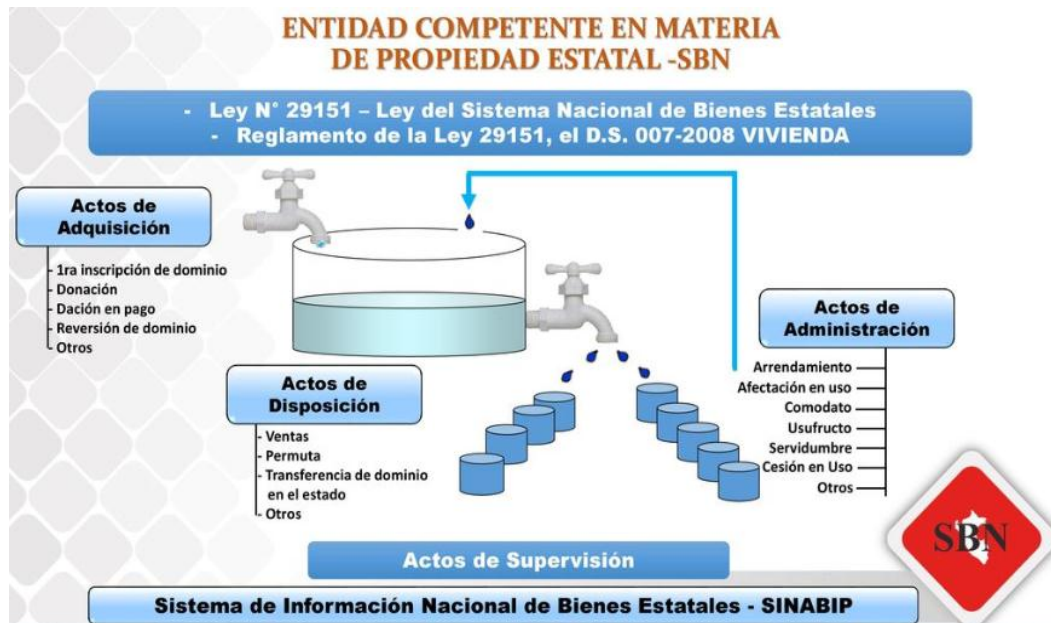 ENTIDAD COMPETENTE EN MATERIA
DE PROPIEDAD ESTATAL -SBN
- Ley N° 29151 – Ley del Sistema Nacional de Bienes Estatales
- Reglamento de la Ley 29151, el D.S. 007-2008 VIVIENDA
Actos de
Adquisición
- 1ra inscripción de dominio
- Donación
- Dación en pago
- Reversión de dominio
- Otros
Actos de
Disposición
- Ventas
- Permuta
- Transferencia de dominio
en el estado
- Otros
Actos de
Administración
Arrendamiento
Afectación en uso
Comodato
Usufructo
Servidumbre
Cesión en Uso
Otros
SBN
Actos de Supervisión
Sistema de Información Nacional de Bienes Estatales - SINABIP